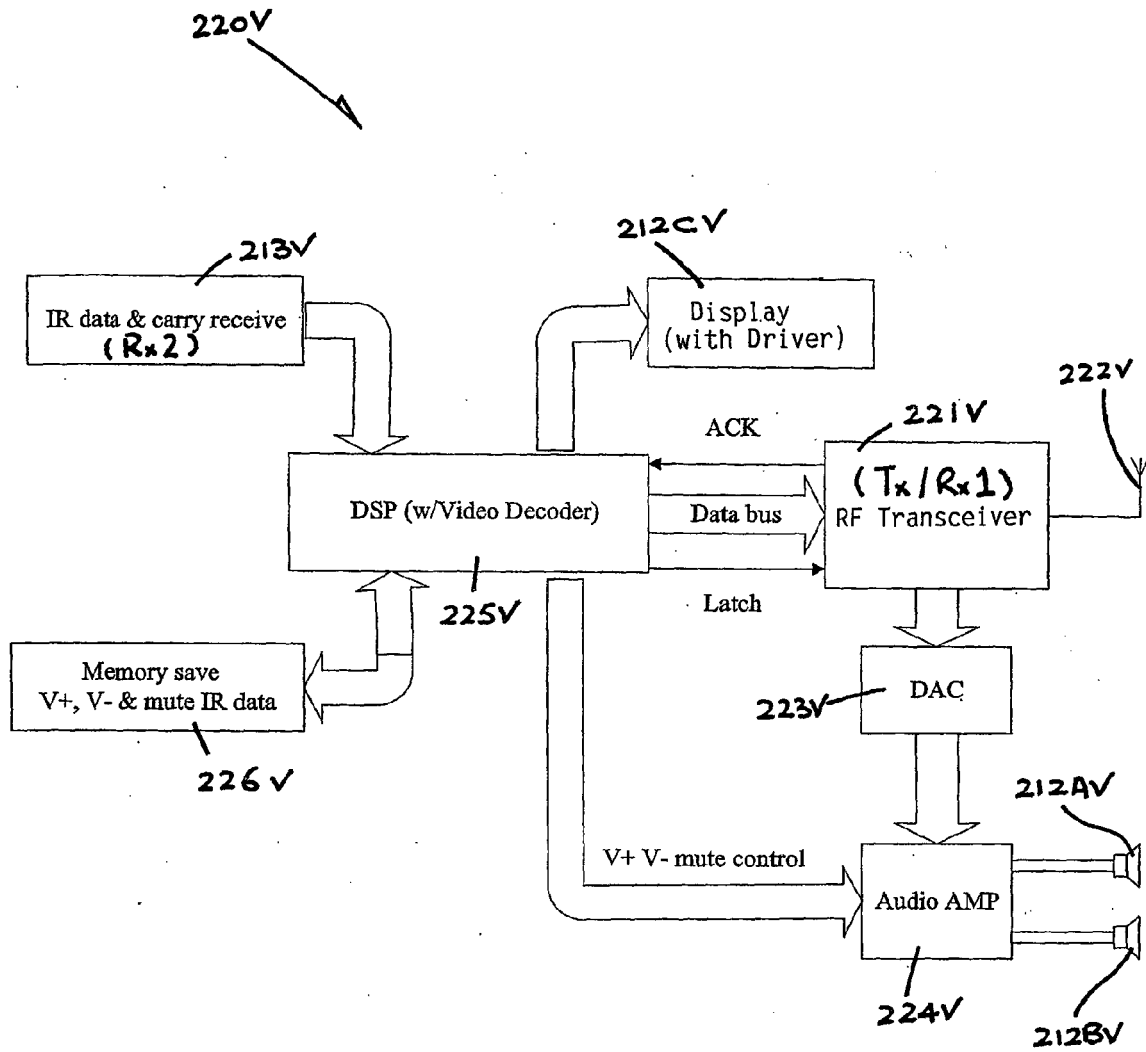 220V
213V
IR data & carry receive
(Rx2)
212CV
Display
(with Driver)
222V
221V
(Tx/Rx1)
RF Transceiver
ACK
Data bus
Latch
DSP (w/Video Decoder)
225V
Memory save
V+, V- & mute IR data
226V
DAC
223V
212AV
V+ V- mute control
Audio AMP
224V
212BV